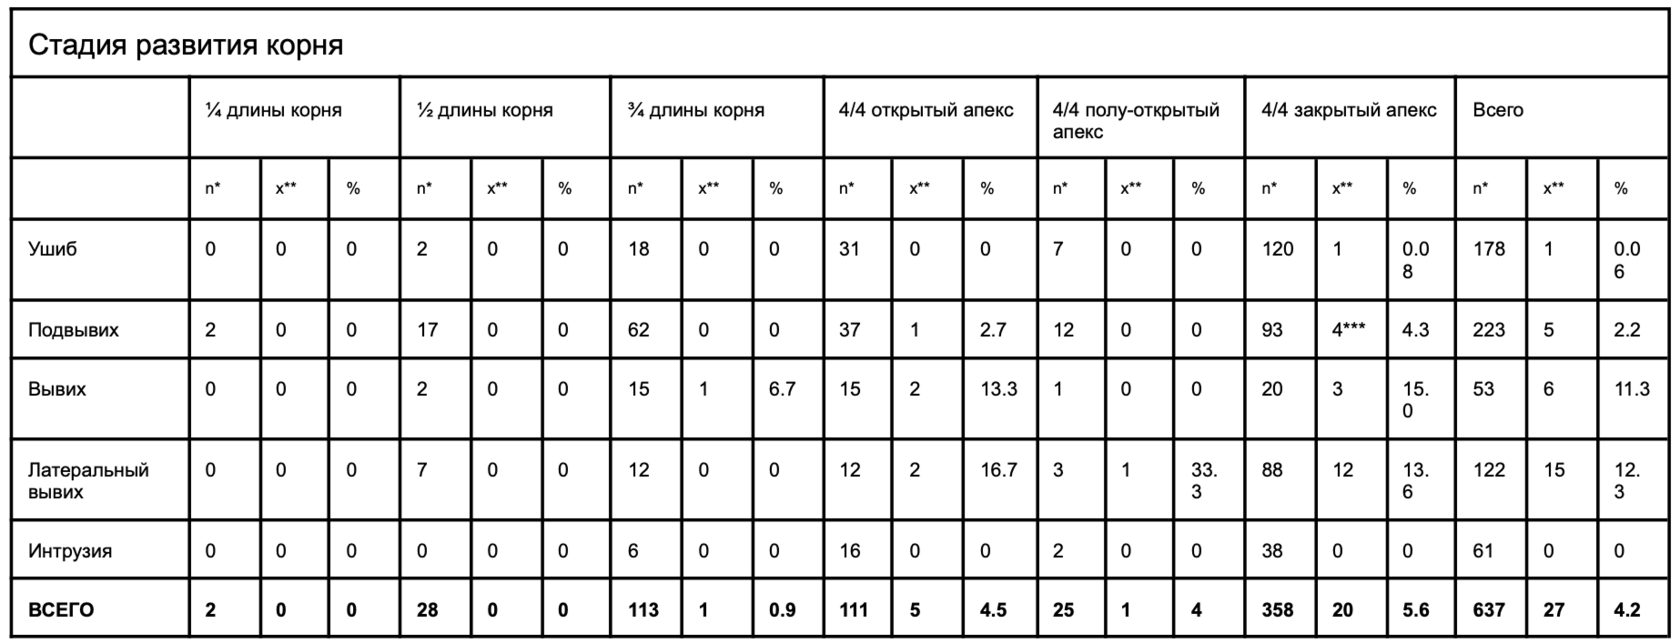 Стадия развития корня
¼ длины корня ½ длины корня ¾ длины корня 4/4 открытый апекс 4/4 полу-открытый апекс 4/4 закрытый апекс Всего
n* x** % n* x** % n* x** % n* x** % n* x** % n* x** % n* x** %
Ушиб 0 0 0 2 0 0 18 0 0 31 0 0 7 0 0 120 1 0.08 178 1 0.06
Подвывих 2 0 0 17 0 0 62 0 0 37 1 2.7 12 0 0 93 4*** 4.3 223 5 2.2
Вывих 0 0 0 2 0 0 15 1 6.7 15 2 13.3 1 0 0 20 3 15.0 53 6 11.3
Латеральный вывих 0 0 0 7 0 0 12 0 0 12 2 16.7 3 1 33.3 88 12 13.6 122 15 12.3
Интрузия 0 0 0 0 0 0 6 0 0 16 0 0 2 0 0 38 0 0 61 0 0
ВСЕГО 2 0 0 28 0 0 113 1 0.9 111 5 4.5 25 1 4 358 20 5.6 637 27 4.2